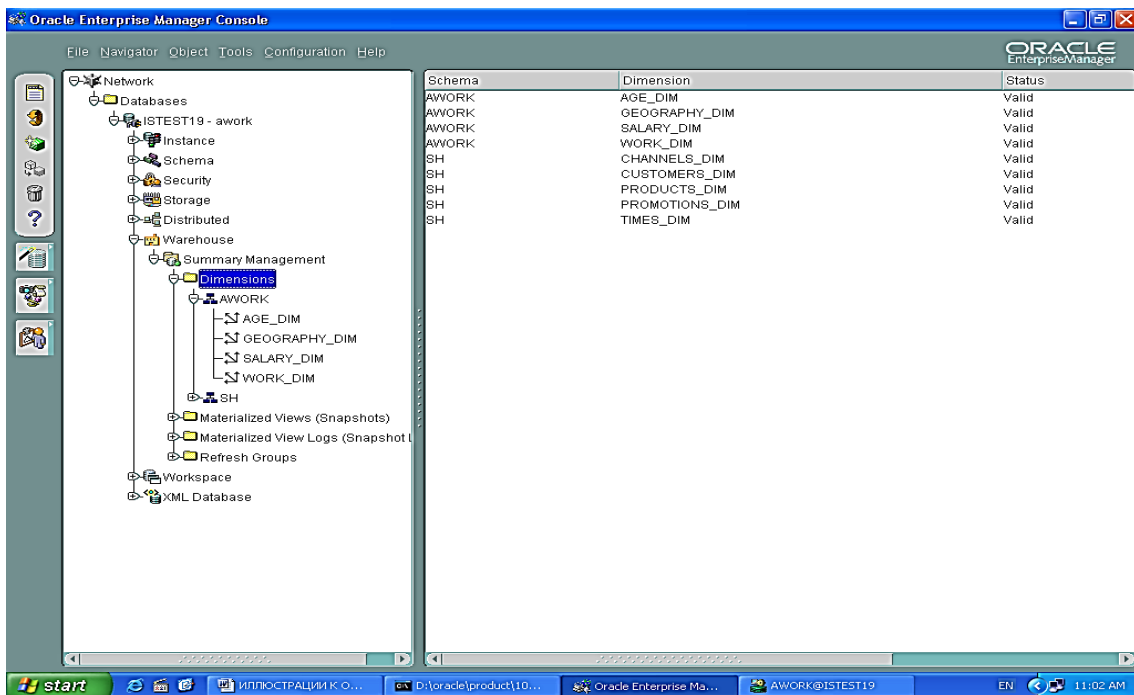 Oracle Enterprise Manager Console
File Navigator Object Tools Configuration Help
ORACLE
EnterpriseManager
Network
Databases
ISTEST19 - awork
Instance
Schema
Security
Storage
Distributed
Warehouse
Summary Management
Dimensions
AWORK
AGE_DIM
GEOGRAPHY_DIM
SALARY_DIM
WORK_DIM
SH
Materialized Views (Snapshots)
Materialized View Logs (Snapshot L
Refresh Groups
Workspace
XML Database
Schema Dimension Status
AWORK AGE_DIM Valid
AWORK GEOGRAPHY_DIM Valid
AWORK SALARY_DIM Valid
AWORK WORK_DIM Valid
SH CHANNELS_DIM Valid
SH CUSTOMERS_DIM Valid
SH PRODUCTS_DIM Valid
SH PROMOTIONS_DIM Valid
SH TIMES_DIM Valid
start ИЛЛЮСТРАЦИИ К О... D:\oracle\product\10... Oracle Enterprise Ma... AWORK@ISTEST19 EN 11:02 AM